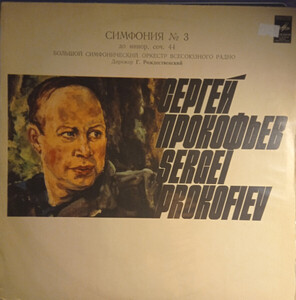 СИМФОНИЯ № 3
до минор, соч. 44
БОЛЬШОЙ СИМФОНИЧЕСКИЙ ОРКЕСТР ВСЕСОЮЗНОГО РАДИО
Дирижер Г. Рождественский
СЕРГЕЙ
ПРОКОФЬЕВ
SERGEI
PROKOFIEV